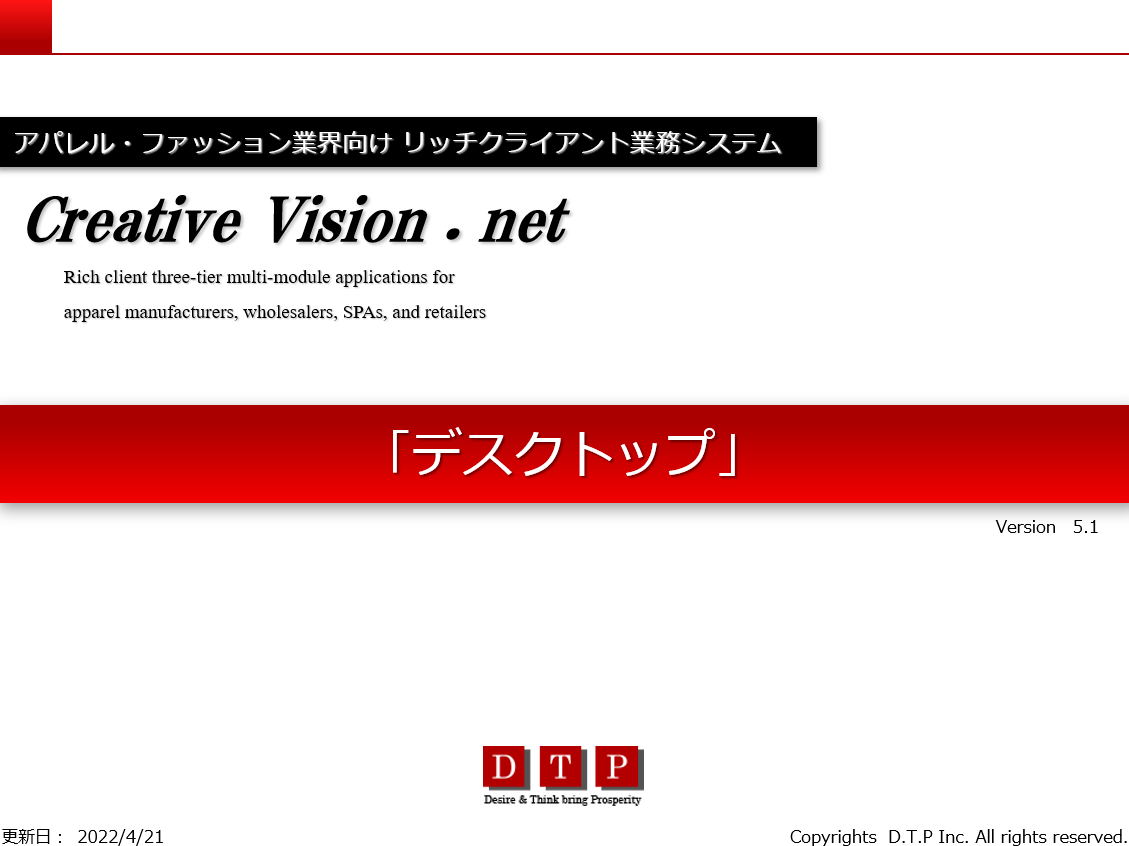 アパレル・ファッション業界向け リッチクライアント業務システム
Creative Vision . net
Rich client three-tier multi-module applications for
apparel manufacturers, wholesalers, SPAs, and retailers
「デスクトップ」
Version　5.1
D T P
Desire & Think bring Prosperity
更新日： 2022/4/21
Copyrights D.T.P Inc. All rights reserved.